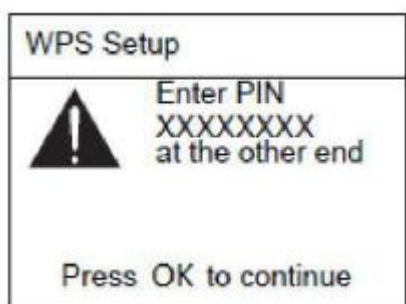 WPS Setup
Enter PIN
XXXXXXXX
at the other end
Press OK to continue